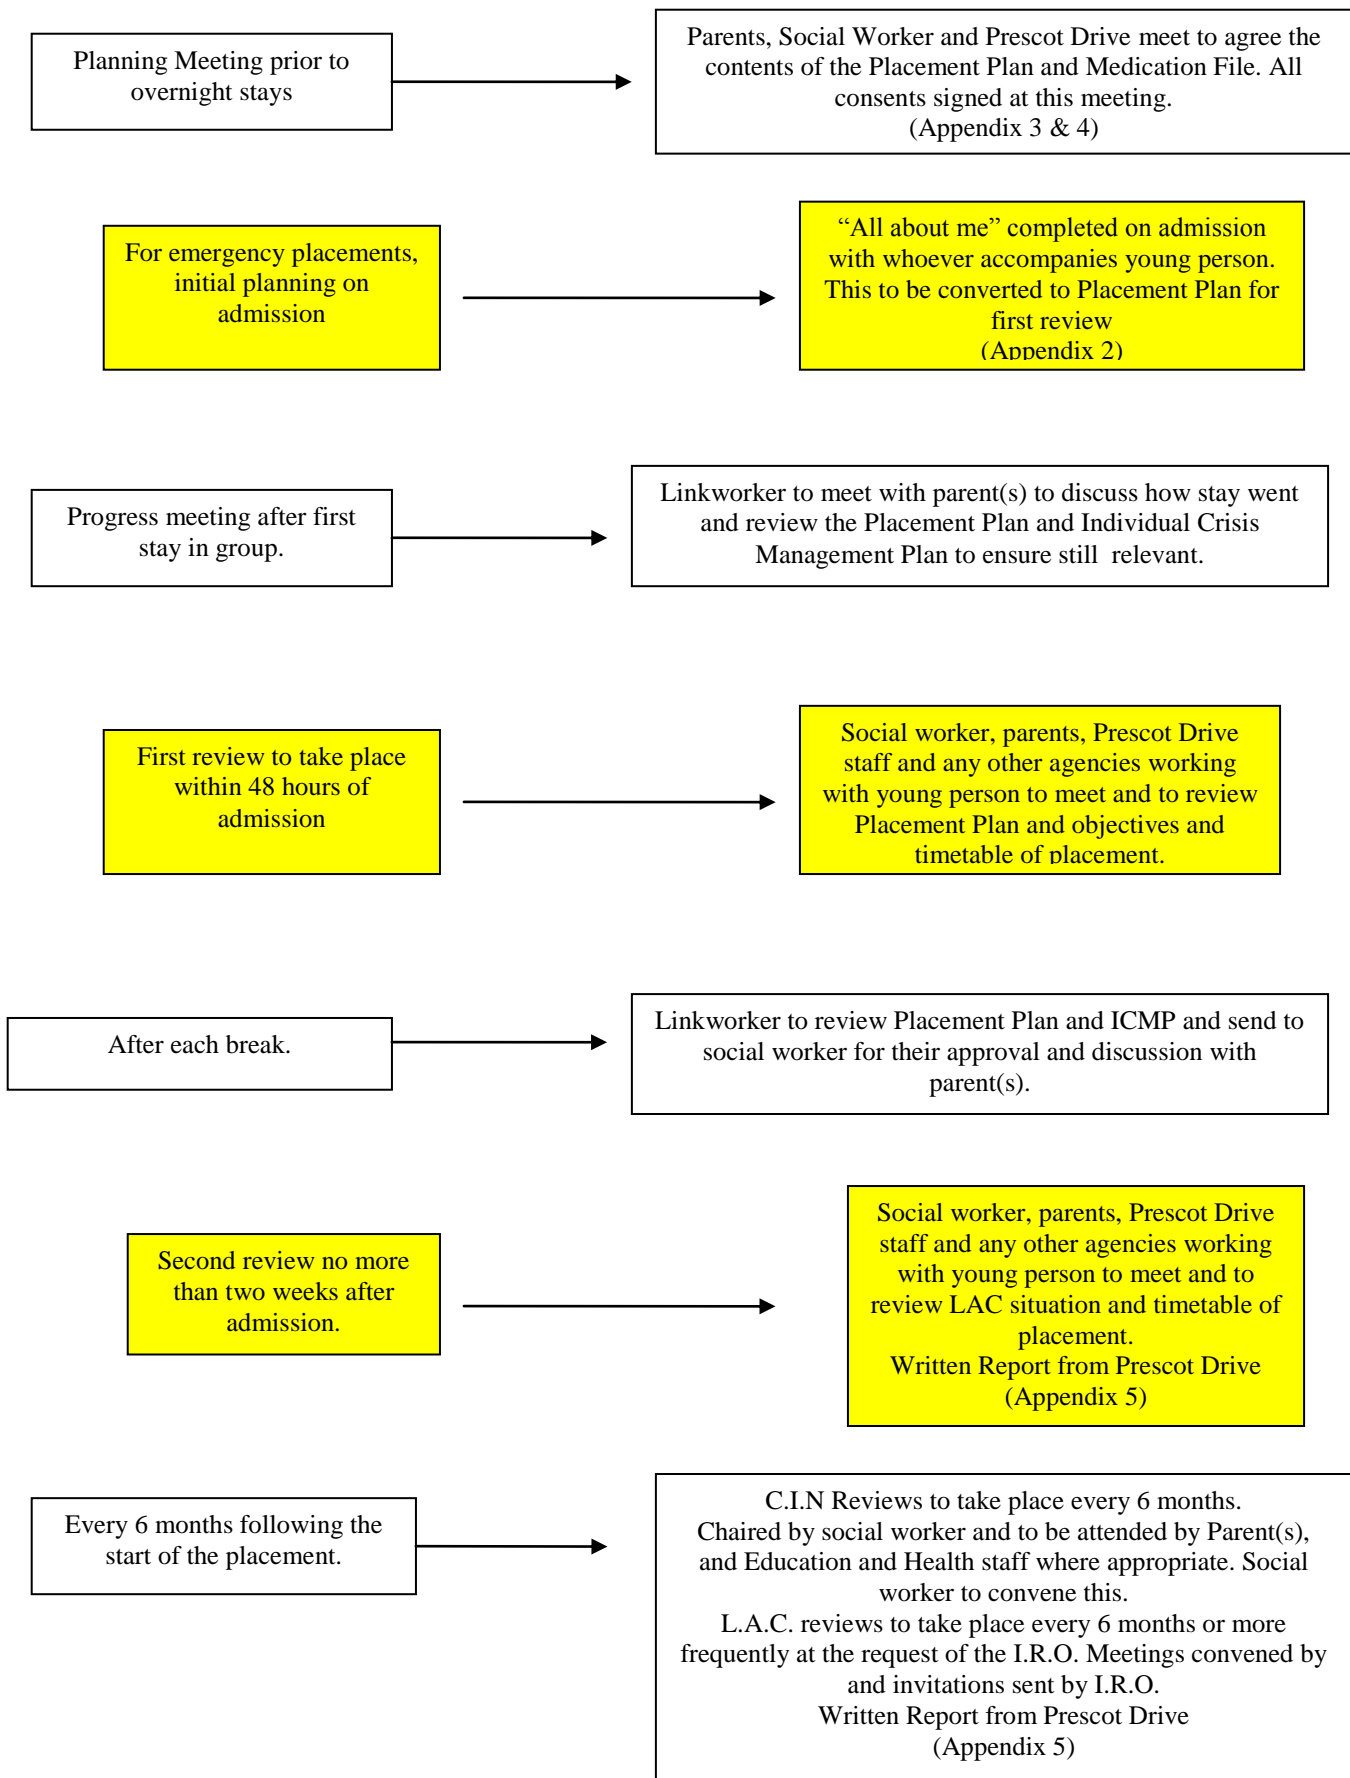 Planning Meeting prior to
overnight stays
Parents, Social Worker and Prescot Drive meet to agree the
contents of the Placement Plan and Medication File. All
consents signed at this meeting.
(Appendix 3 & 4)
For emergency placements,
initial planning on
admission
“All about me” completed on admission
with whoever accompanies young person.
This to be converted to Placement Plan for
first review
(Appendix 2)
Progress meeting after first
stay in group.
Linkworker to meet with parent(s) to discuss how stay went
and review the Placement Plan and Individual Crisis
Management Plan to ensure still relevant.
First review to take place
within 48 hours of
admission
Social worker, parents, Prescot Drive
staff and any other agencies working
with young person to meet and to review
Placement Plan and objectives and
timetable of placement.
After each break.
Linkworker to review Placement Plan and ICMP and send to
social worker for their approval and discussion with
parent(s).
Second review no more
than two weeks after
admission.
Social worker, parents, Prescot Drive
staff and any other agencies working
with young person to meet and to
review LAC situation and timetable of
placement.
Written Report from Prescot Drive
(Appendix 5)
Every 6 months following the
start of the placement.
C.I.N Reviews to take place every 6 months.
Chaired by social worker and to be attended by Parent(s),
and Education and Health staff where appropriate. Social
worker to convene this.
L.A.C. reviews to take place every 6 months or more
frequently at the request of the I.R.O. Meetings convened by
and invitations sent by I.R.O.
Written Report from Prescot Drive
(Appendix 5)